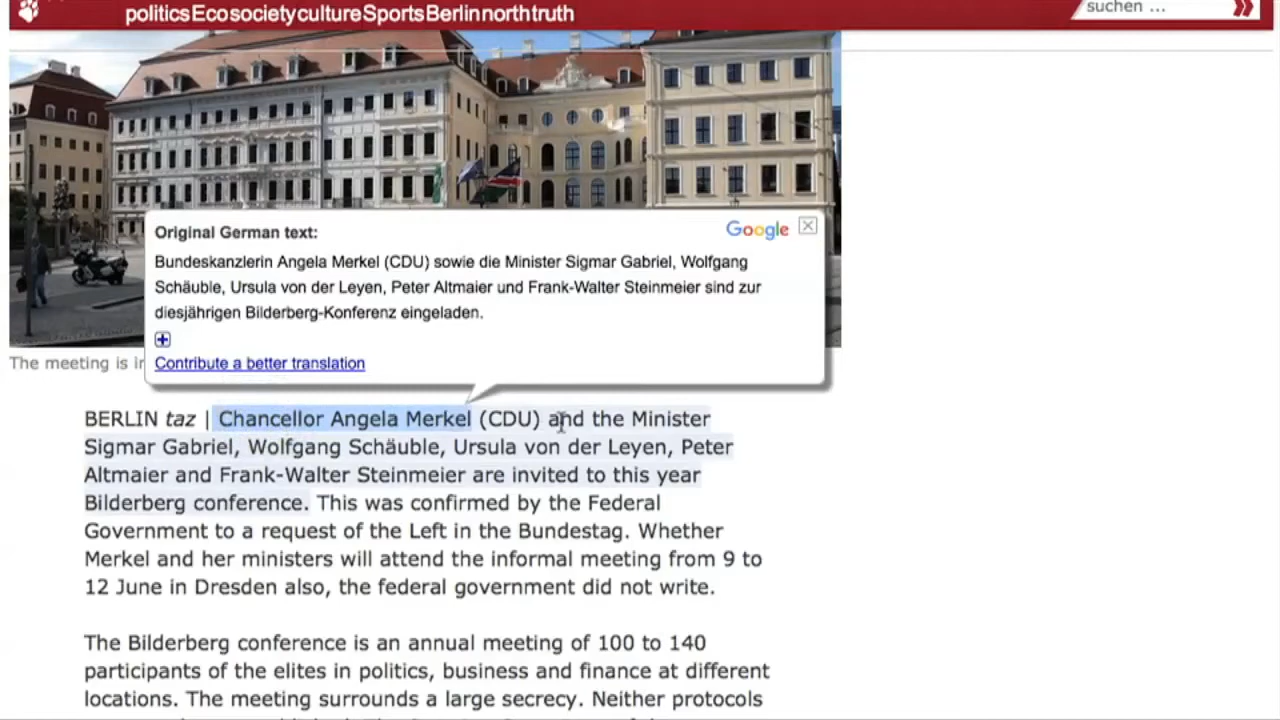 politicsEcosocietycultureSportsBerlinnorthtruth
suchen ...
Original German text:
Google
Bundeskanzlerin Angela Merkel (CDU) sowie die Minister Sigmar Gabriel, Wolfgang
Schäuble, Ursula von der Leyen, Peter Altmaier und Frank-Walter Steinmeier sind zur
diesjährigen Bilderberg-Konferenz eingeladen.
Contribute a better translation
The meeting is
BERLIN taz | Chancellor Angela Merkel (CDU) and the Minister
Sigmar Gabriel, Wolfgang Schäuble, Ursula von der Leyen, Peter
Altmaier and Frank-Walter Steinmeier are invited to this year
Bilderberg conference. This was confirmed by the Federal
Government to a request of the Left in the Bundestag. Whether
Merkel and her ministers will attend the informal meeting from 9 to
12 June in Dresden also, the federal government did not write.
The Bilderberg conference is an annual meeting of 100 to 140
participants of the elites in politics, business and finance at different
locations. The meeting surrounds a large secrecy. Neither protocols